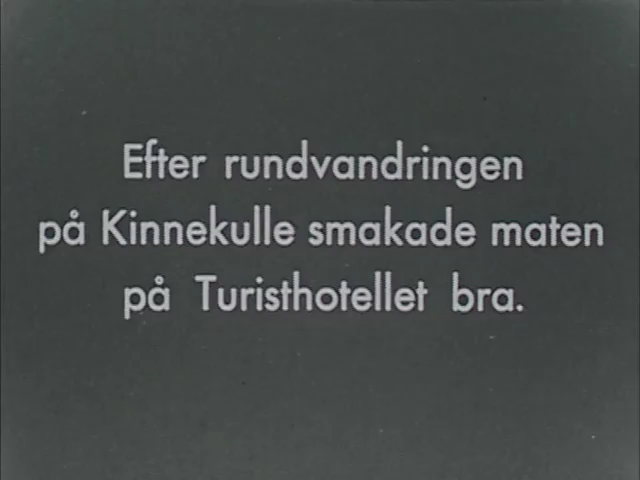 Efter rundvandringen
på Kinnekulle smakade maten
på Turisthotellet bra.